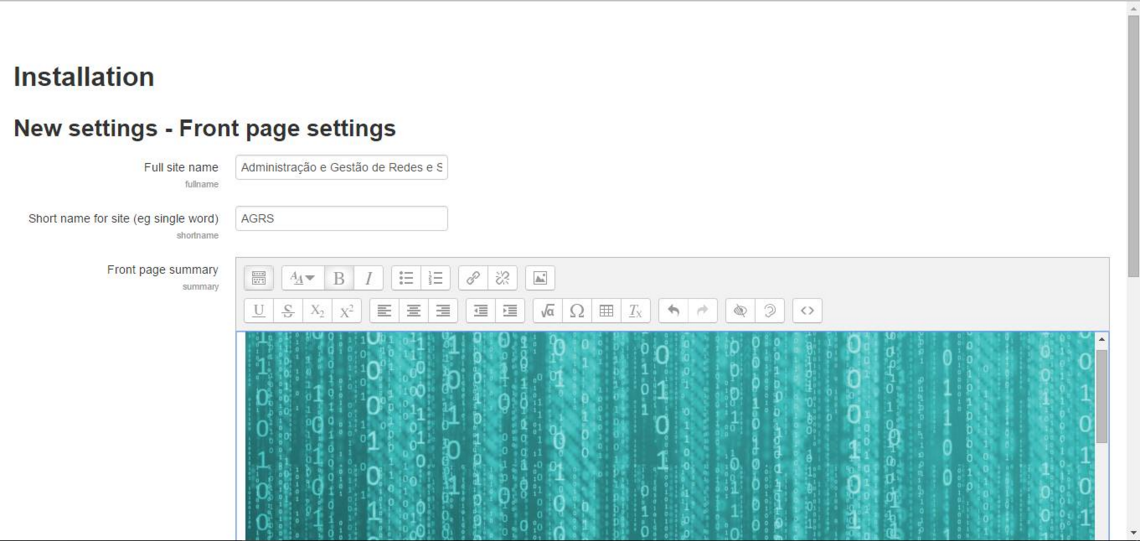 Installation
New settings - Front page settings
Full site name
fullname
Administração e Gestão de Redes e S
Short name for site (eg single word)
shortname
AGRS
Front page summary
summary